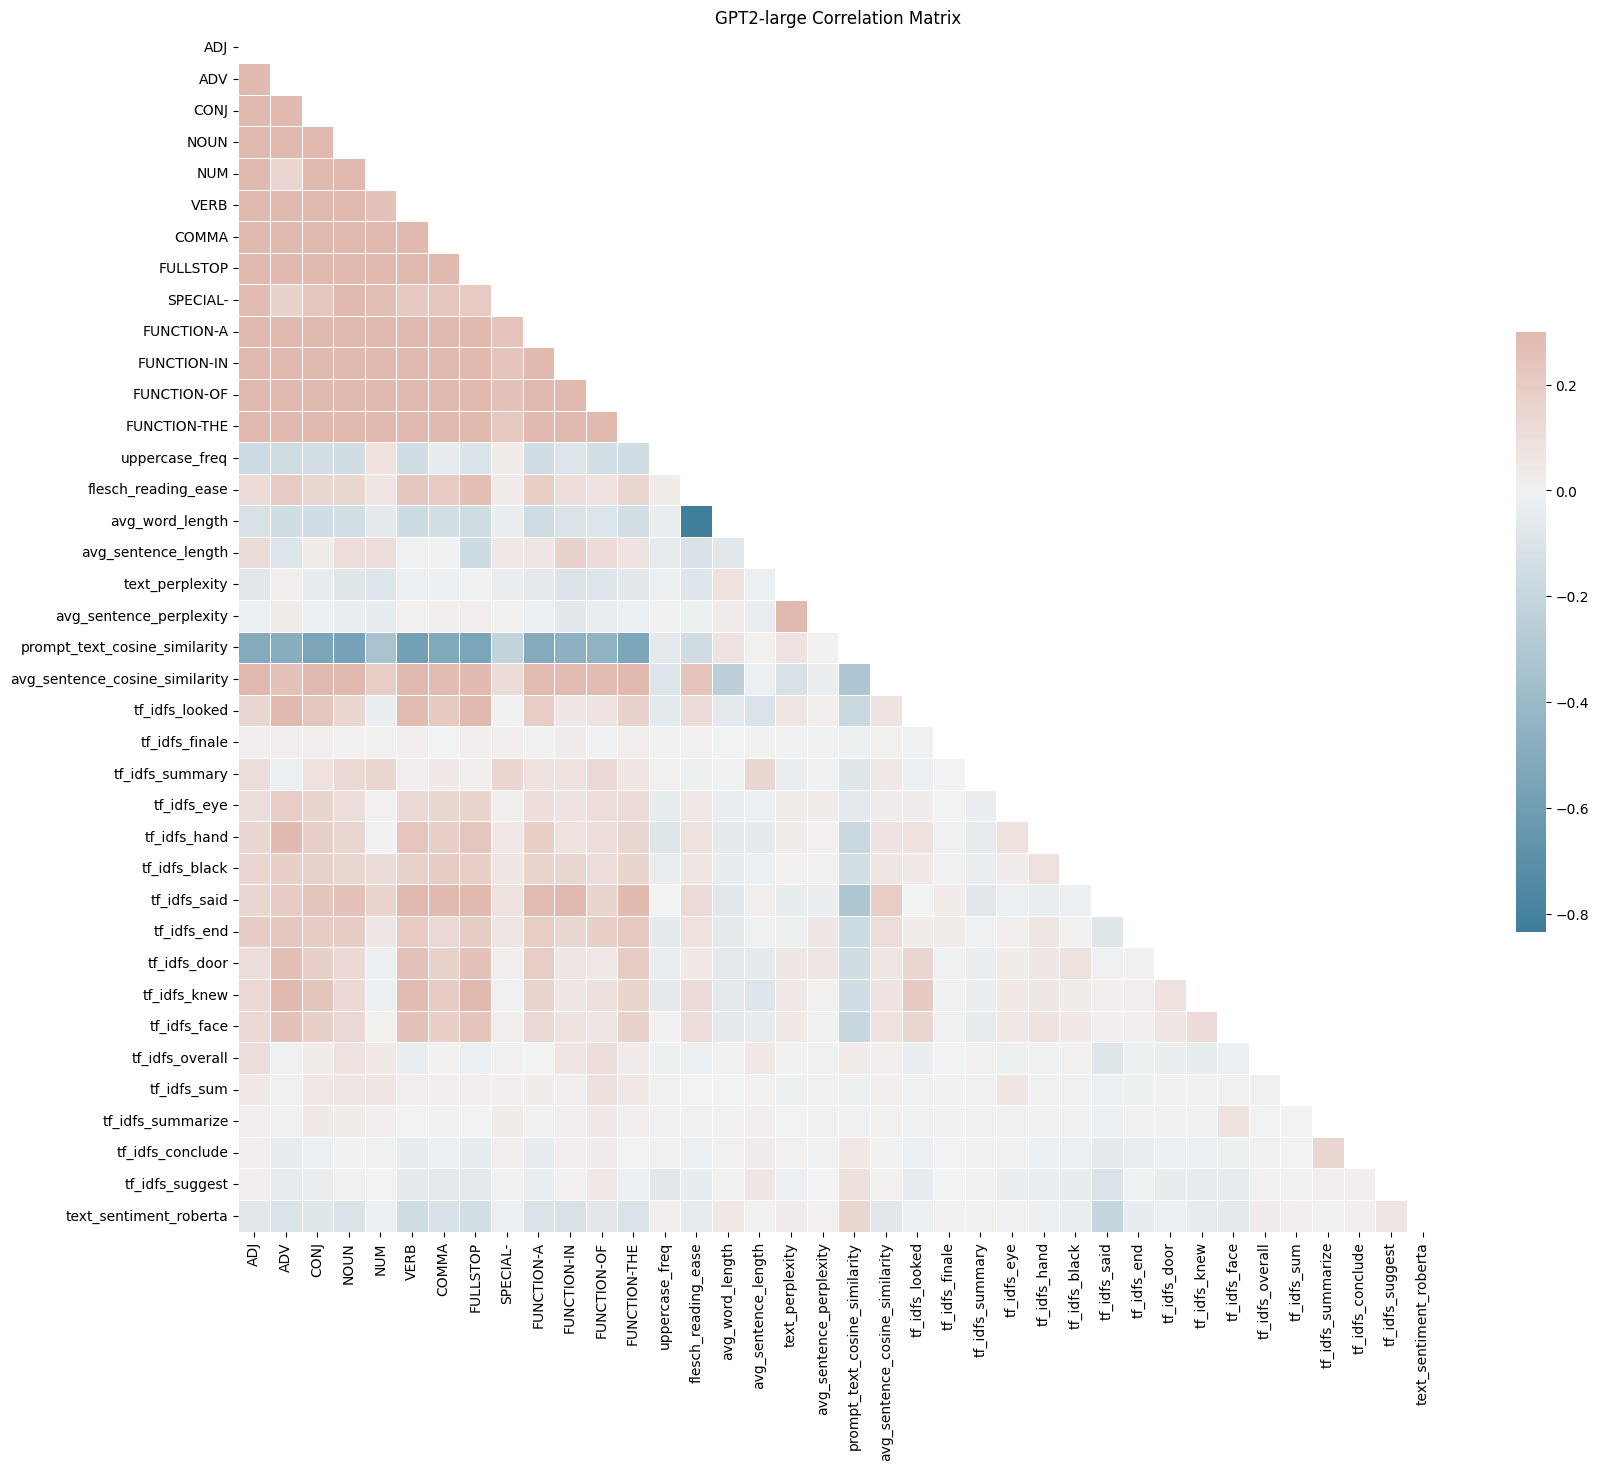 GPT2-large Correlation Matrix
ADJ
ADV
CONJ
NOUN
NUM
VERB
COMMA
FULLSTOP
SPECIAL-
FUNCTION-A
FUNCTION-IN
FUNCTION-OF
FUNCTION-THE
uppercase_freq
flesch_reading_ease
avg_word_length
avg_sentence_length
text_perplexity
avg_sentence_perplexity
prompt_text_cosine_similarity
avg_sentence_cosine_similarity
tf_idfs_looked
tf_idfs_finale
tf_idfs_summary
tf_idfs_eye
tf_idfs_hand
tf_idfs_black
tf_idfs_said
tf_idfs_end
tf_idfs_door
tf_idfs_knew
tf_idfs_face
tf_idfs_overall
tf_idfs_sum
tf_idfs_summarize
tf_idfs_conclude
tf_idfs_suggest
text_sentiment_roberta
ADJ
ADV
CONJ
NOUN
NUM
VERB
COMMA
FULLSTOP
SPECIAL-
FUNCTION-A
FUNCTION-IN
FUNCTION-OF
FUNCTION-THE
uppercase_freq
flesch_reading_ease
avg_word_length
avg_sentence_length
text_perplexity
avg_sentence_perplexity
prompt_text_cosine_similarity
avg_sentence_cosine_similarity
tf_idfs_looked
tf_idfs_finale
tf_idfs_summary
tf_idfs_eye
tf_idfs_hand
tf_idfs_black
tf_idfs_said
tf_idfs_end
tf_idfs_door
tf_idfs_knew
tf_idfs_face
tf_idfs_overall
tf_idfs_sum
tf_idfs_summarize
tf_idfs_conclude
tf_idfs_suggest
text_sentiment_roberta
0.2
0.0
−0.2
−0.4
−0.6
−0.8